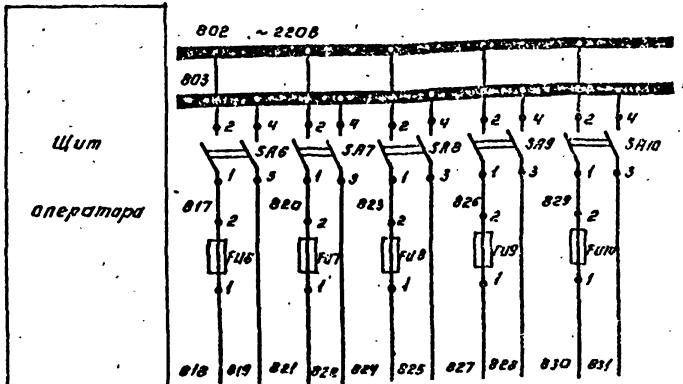 802 ~ 220В
803
Щит
оператора
2 4 2 4 2 4 2 4 2 4
SA6 SA7 SA8 SA9 SA10
1 3 1 3 1 3 1 3 1 3
817 820 823 826 829
2 2 2 2 2
FU6 FU7 FU8 FU9 FU10
1 1 1 1 1
818 819 821 822 824 825 827 828 830 831